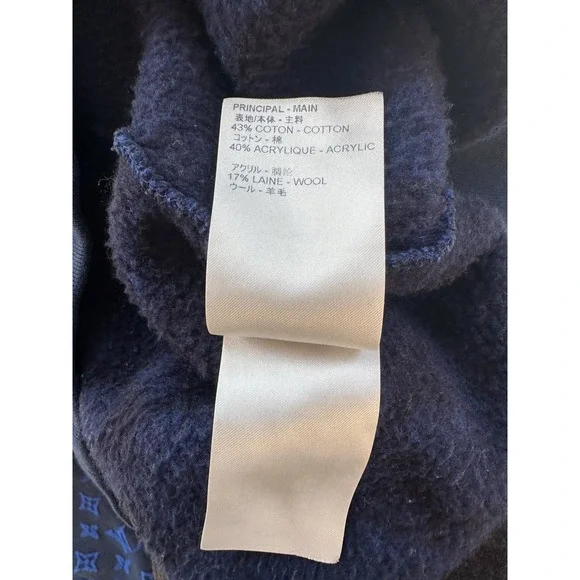 PRINCIPAL - MAIN
表地/本体・主料
43% COTON - COTTON
コットン - 棉
40% ACRYLIQUE - ACRYLIC
アクリル - 腈纶
17% LAINE - WOOL
ウール - 羊毛